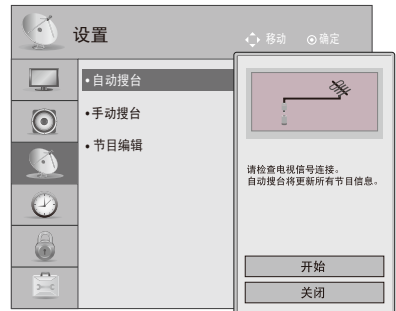 设置
移动 确定
•自动搜台
•手动搜台
•节目编辑
请检查电视信号连接。
自动搜台将更新所有节目信息。
开始
关闭